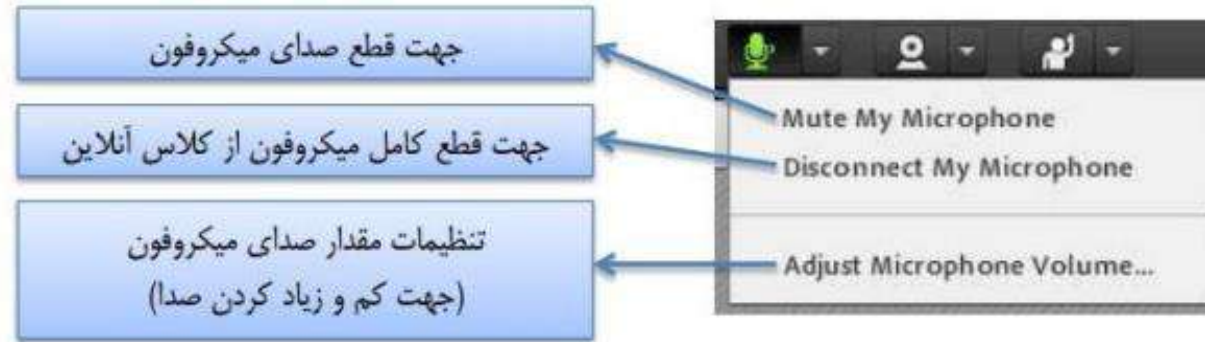 جهت قطع صدای میکروفون
جهت قطع کامل میکروفون از کلاس آنلاین
تنظیمات مقدار صدای میکروفون
(جهت کم و زیاد کردن صدا)
Mute My Microphone
Disconnect My Microphone
Adjust Microphone Volume...